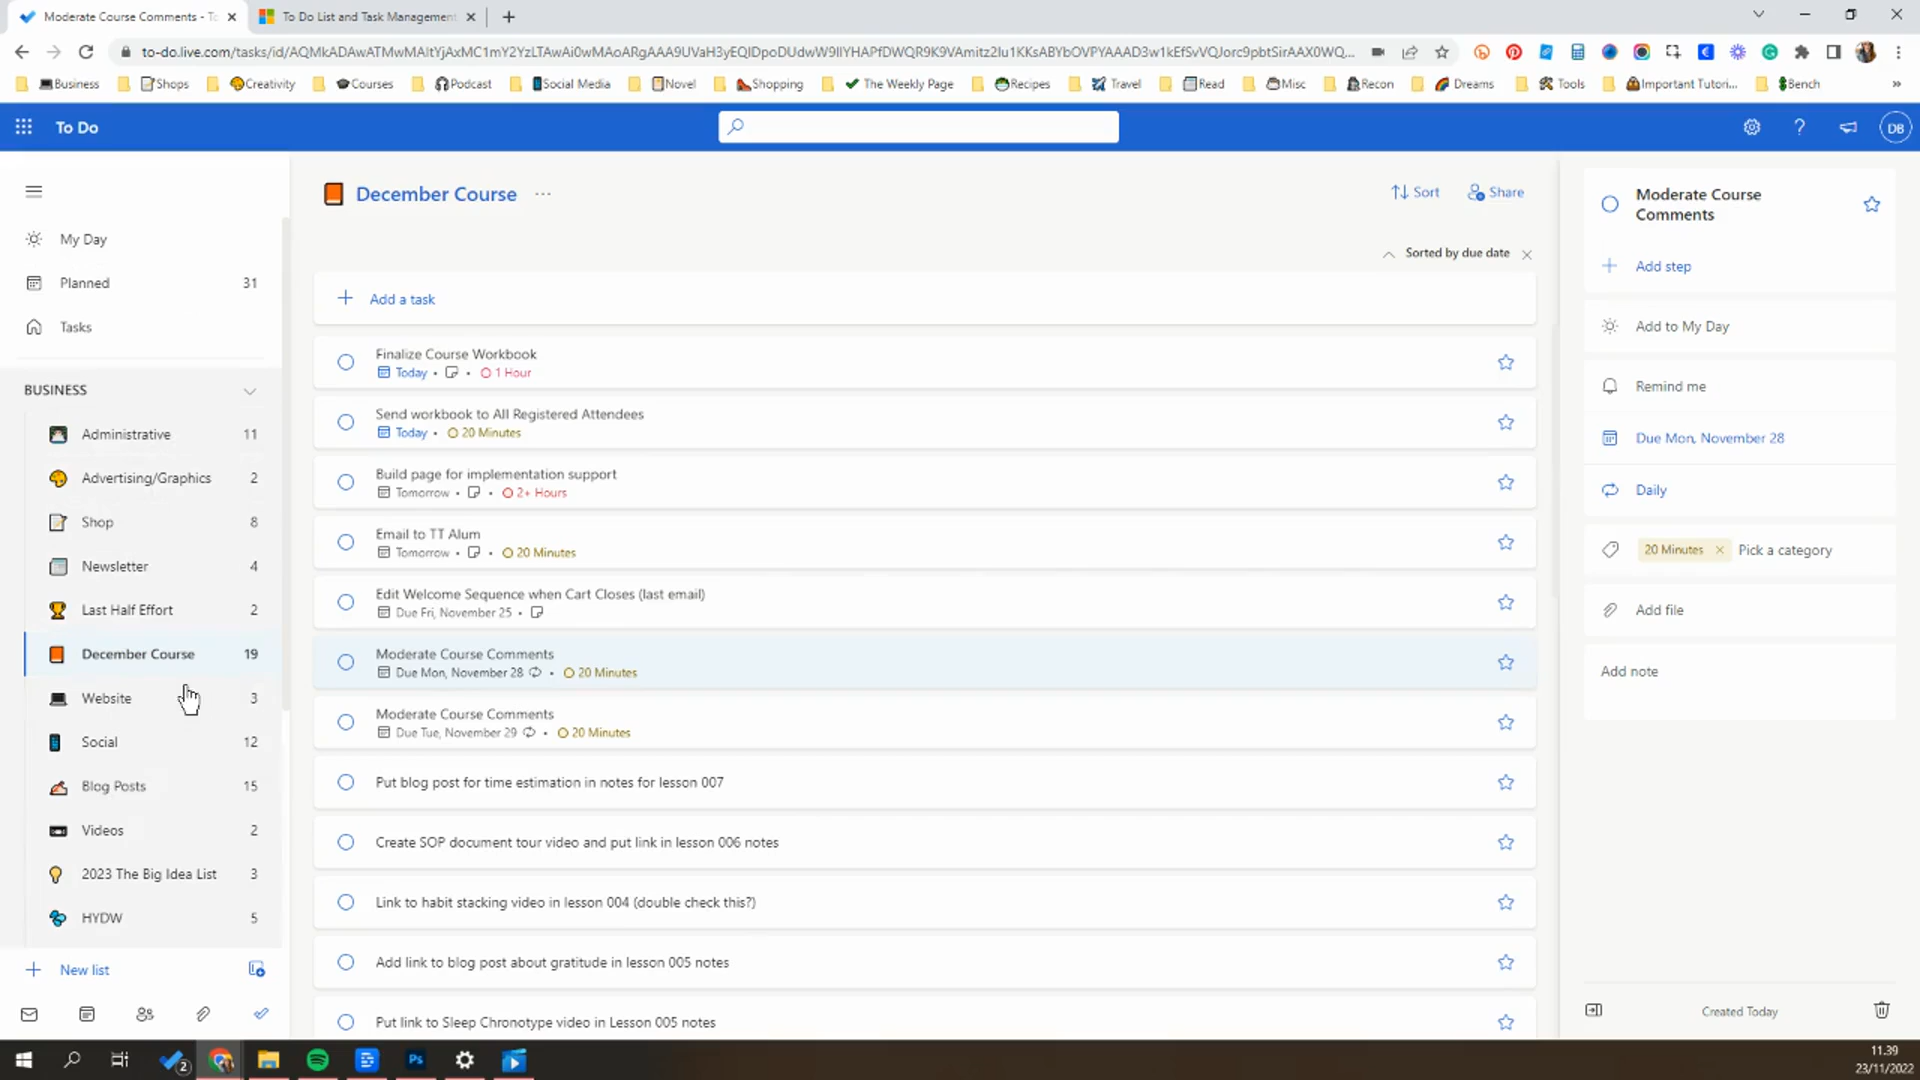 Moderate Course Comments - To
To Do List and Task Management
Business
Shops
Creativity
Courses
Podcast
Social Media
Novel
Shopping
The Weekly Page
Recipes
Travel
Read
Misc
Recon
Dreams
Tools
Important Tutori...
Bench
To Do
DB
My Day
Planned 31
Tasks
BUSINESS
Administrative 11
Advertising/Graphics 2
Shop 8
Newsletter 4
Last Half Effort 2
December Course 19
Website 3
Social 12
Blog Posts 15
Videos 2
2023 The Big Idea List 3
HYDW 5
New list
December Course ...
Sort
Share
Sorted by due date
Add a task
Finalize Course Workbook
Today • • 1 Hour
Send workbook to All Registered Attendees
Today • 20 Minutes
Build page for implementation support
Tomorrow • • 2+ Hours
Email to TT Alum
Tomorrow • • 20 Minutes
Edit Welcome Sequence when Cart Closes (last email)
Due Fri, November 25 •
Moderate Course Comments
Due Mon, November 28 • 20 Minutes
Moderate Course Comments
Due Tue, November 29 • 20 Minutes
Put blog post for time estimation in notes for lesson 007
Create SOP document tour video and put link in lesson 006 notes
Link to habit stacking video in lesson 004 (double check this?)
Add link to blog post about gratitude in lesson 005 notes
Put link to Sleep Chronotype video in Lesson 005 notes
Moderate Course
Comments
Add step
Add to My Day
Remind me
Due Mon, November 28
Daily
20 Minutes × Pick a category
Add file
Add note
Created Today
2
Ps
11.39
23/11/2022